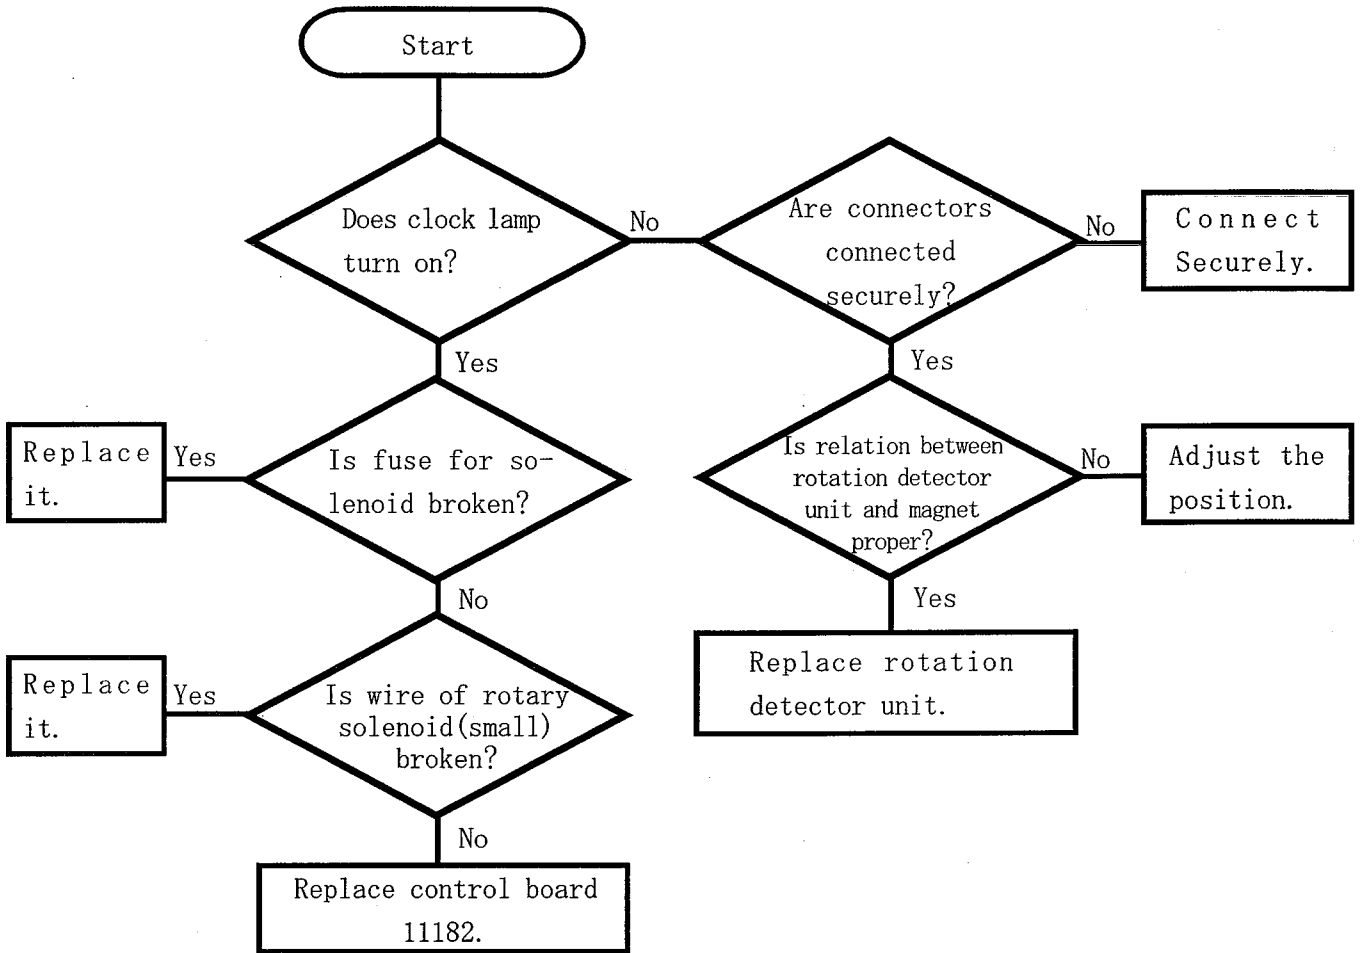 Start
Does clock lamp
turn on?
No
Are connectors
connected
securely?
No
Connect
Securely.
Yes
Yes
Replace
it.
Yes
Is fuse for so-
lenoid broken?
Is relation between
rotation detector
unit and magnet
proper?
No
Adjust the
position.
No
Yes
Replace
it.
Yes
Is wire of rotary
solenoid(small)
broken?
Replace rotation
detector unit.
No
Replace control board
11182.